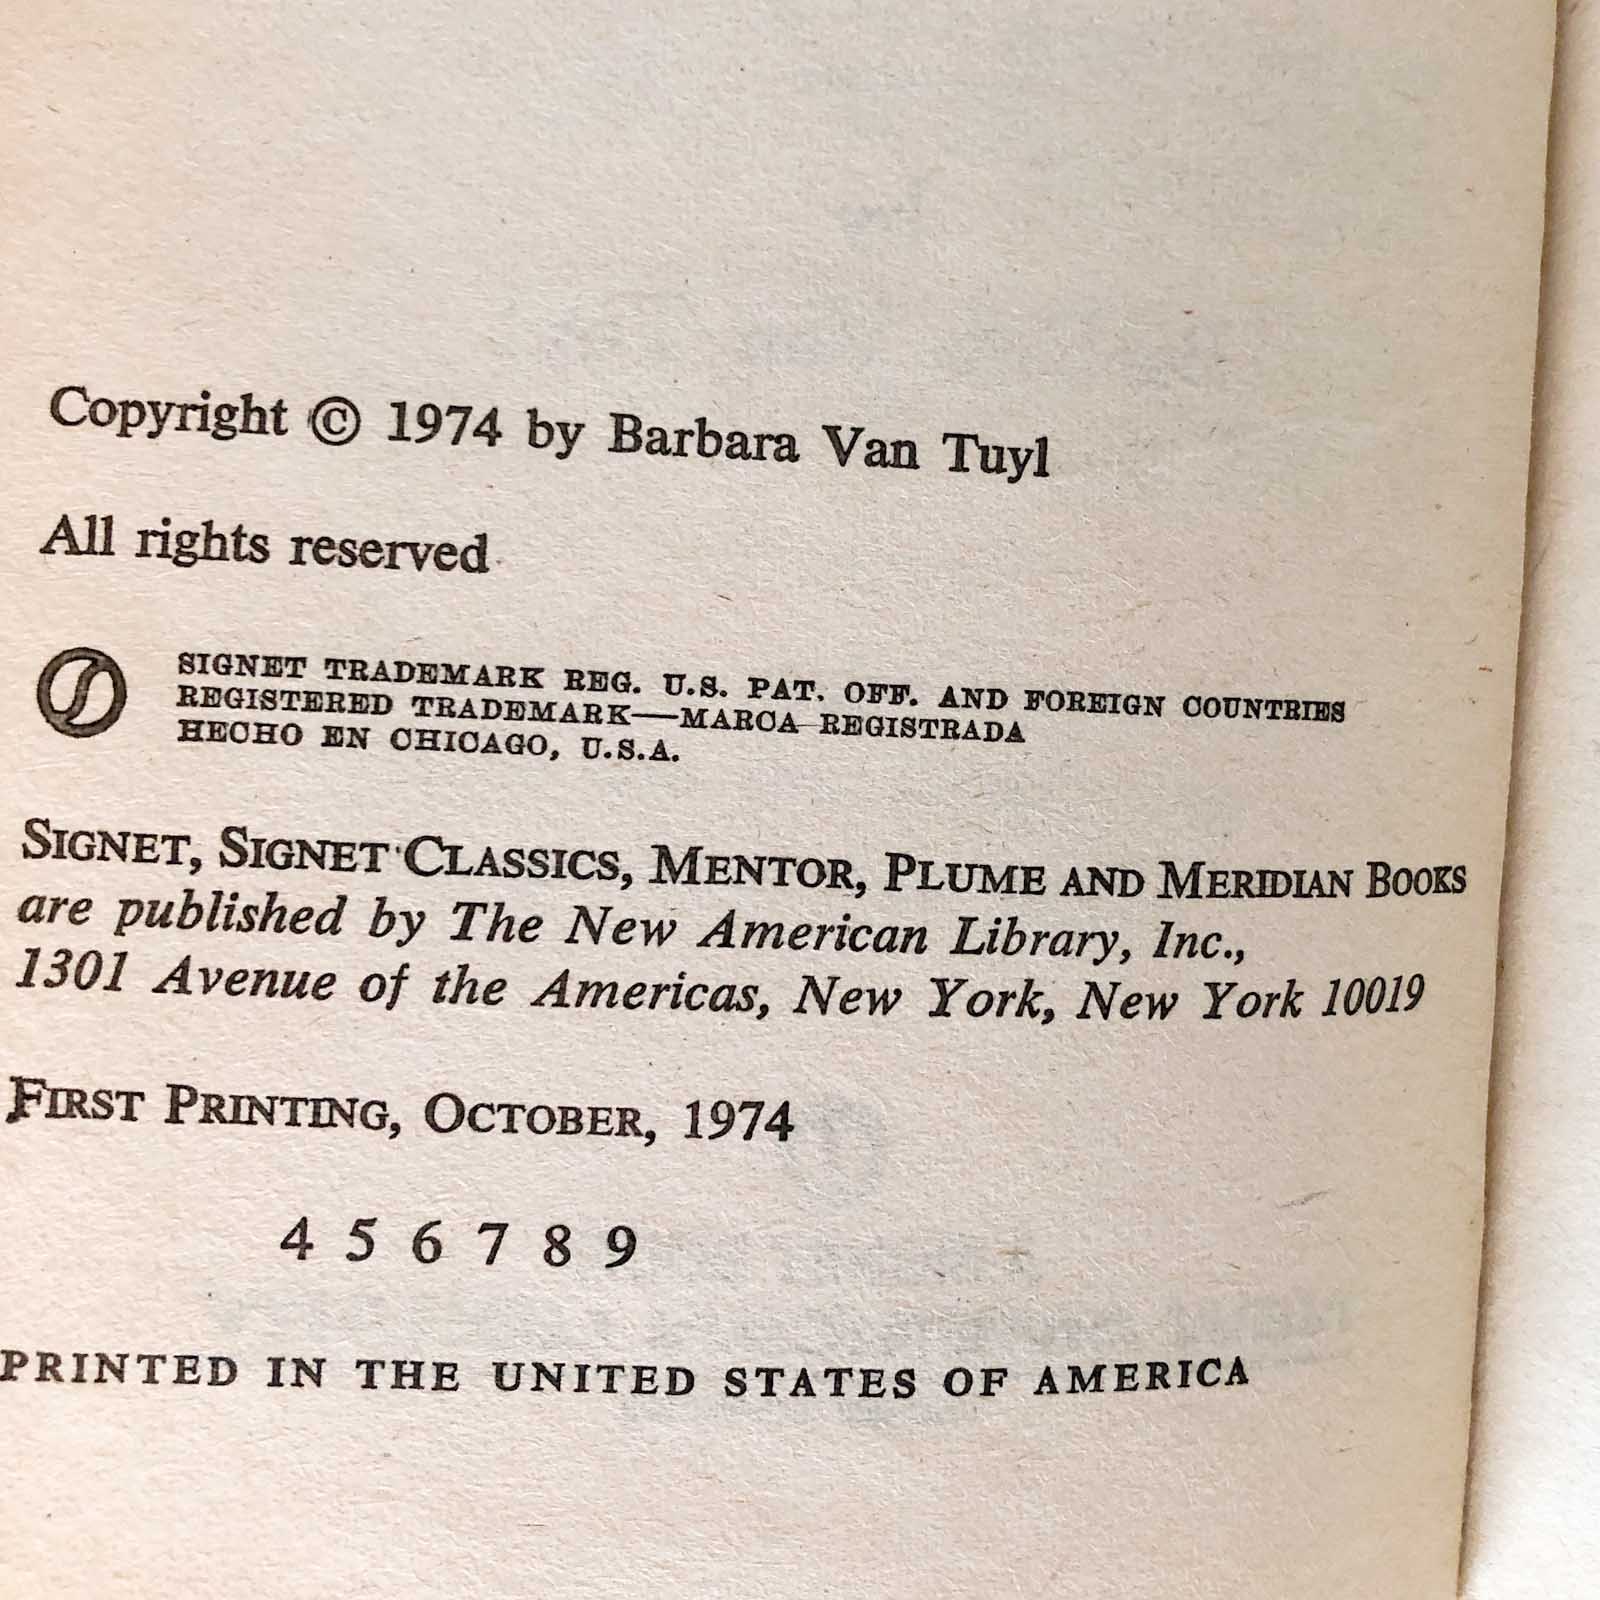 Copyright © 1974 by Barbara Van Tuyl
All rights reserved
SIGNET TRADEMARK REG. U.S. PAT. OFF. AND FOREIGN COUNTRIES
REGISTERED TRADEMARK—MARCA REGISTRADA
HECHO EN CHICAGO, U.S.A.
SIGNET, SIGNET CLASSICS, MENTOR, PLUME AND MERIDIAN BOOKS
are published by The New American Library, Inc.,
1301 Avenue of the Americas, New York, New York 10019
FIRST PRINTING, OCTOBER, 1974
4 5 6 7 8 9
PRINTED IN THE UNITED STATES OF AMERICA